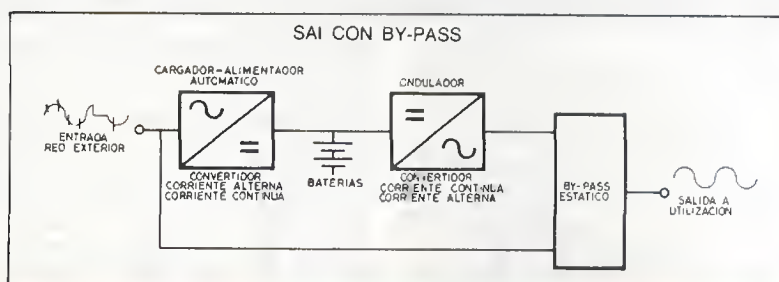 SAI CON BY-PASS
CARGADOR-ALIMENTADOR
AUTOMATICO
ONDULADOR
ENTRADA
RED EXTERIOR
CONVERTIDOR
CORRIENTE ALTERNA
CORRIENTE CONTINUA
BATERIAS
CONVERTIDOR
CORRIENTE CONTINUA
CORRIENTE ALTERNA
BY-PASS
ESTATICO
SALIDA A
UTILIZACION